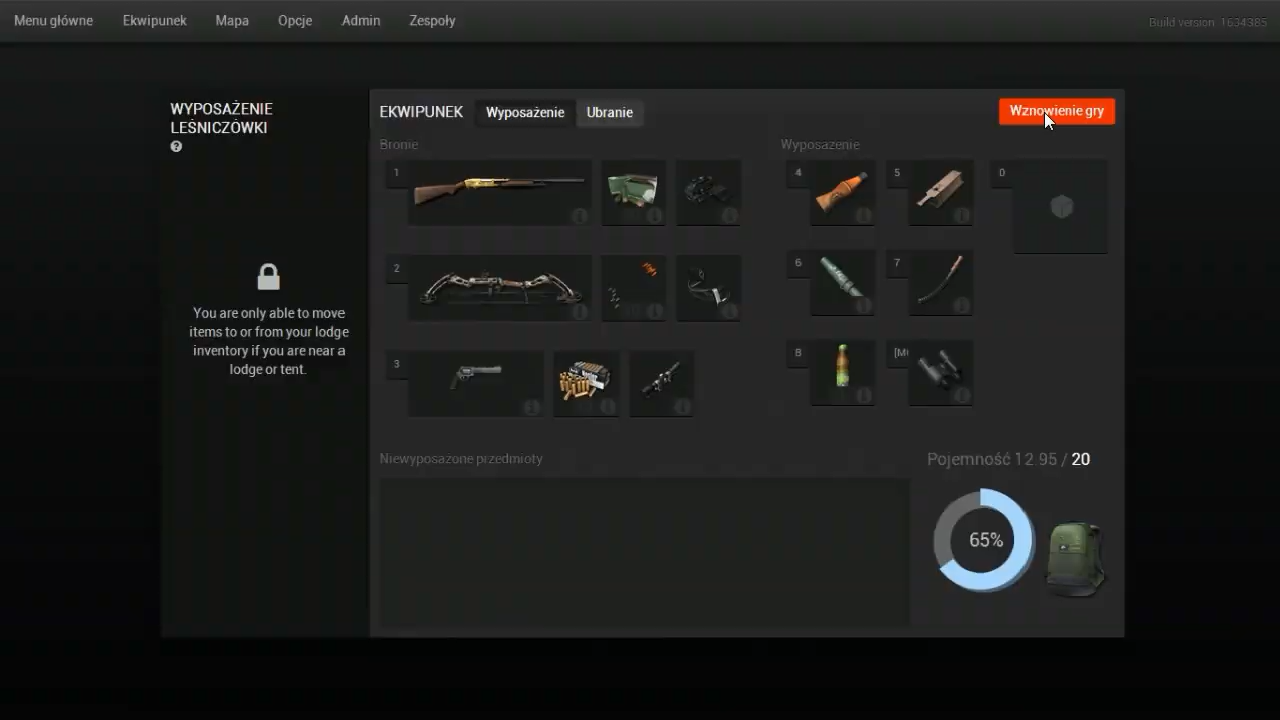 Menu główne Ekwipunek Mapa Opcje Admin Zespoły Build version: 1634385
WYPOSAŻENIE
LEŚNICZÓWKI
?
You are only able to move
items to or from your lodge
inventory if you are near a
lodge or tent.
EKWIPUNEK Wyposażenie Ubranie Wznowienie gry
Bronie Wyposażenie
1 4 5 0
2 6 7
3 8 [M
Niewyposażone przedmioty Pojemność 12.95 / 20
65%